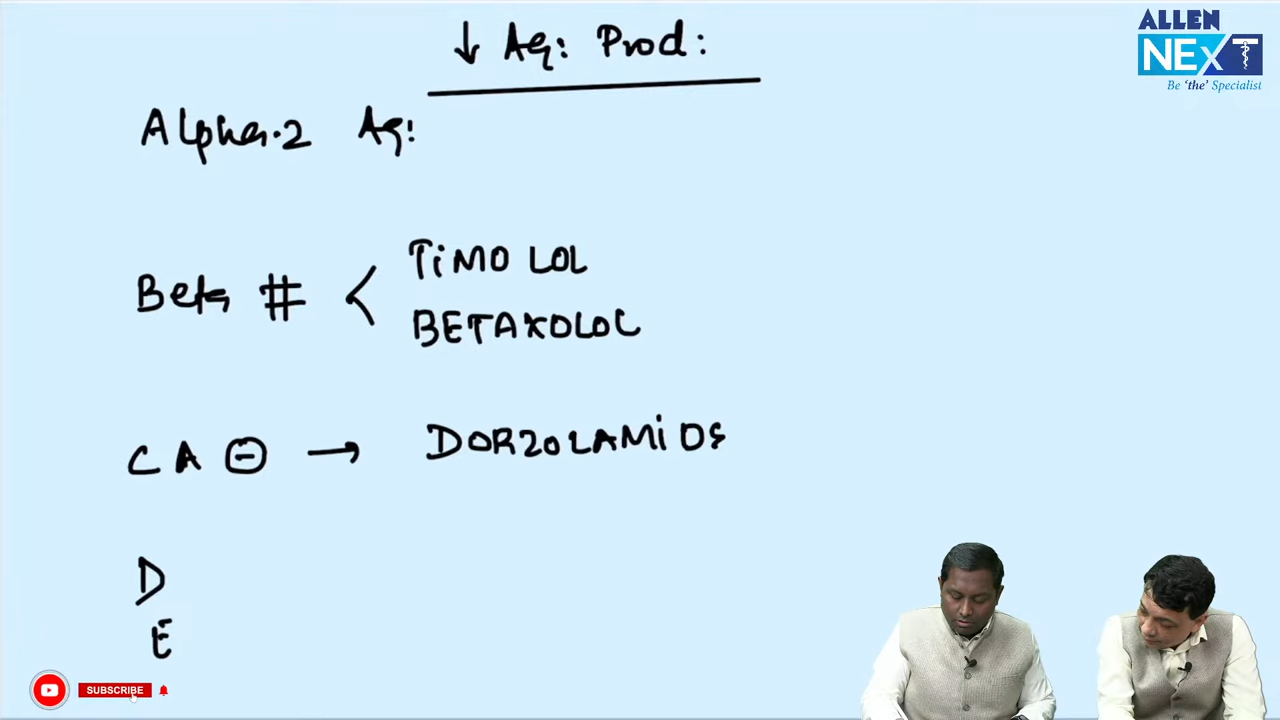 ↓ Aq: Prod:
ALLEN
NEXT
Be 'the' Specialist
Alpha-2 Ag:
Beta # < TiMOLOL
BETAXOLOL
CA ⊖ → DORZOLAMiDE
D
E
SUBSCRIBE